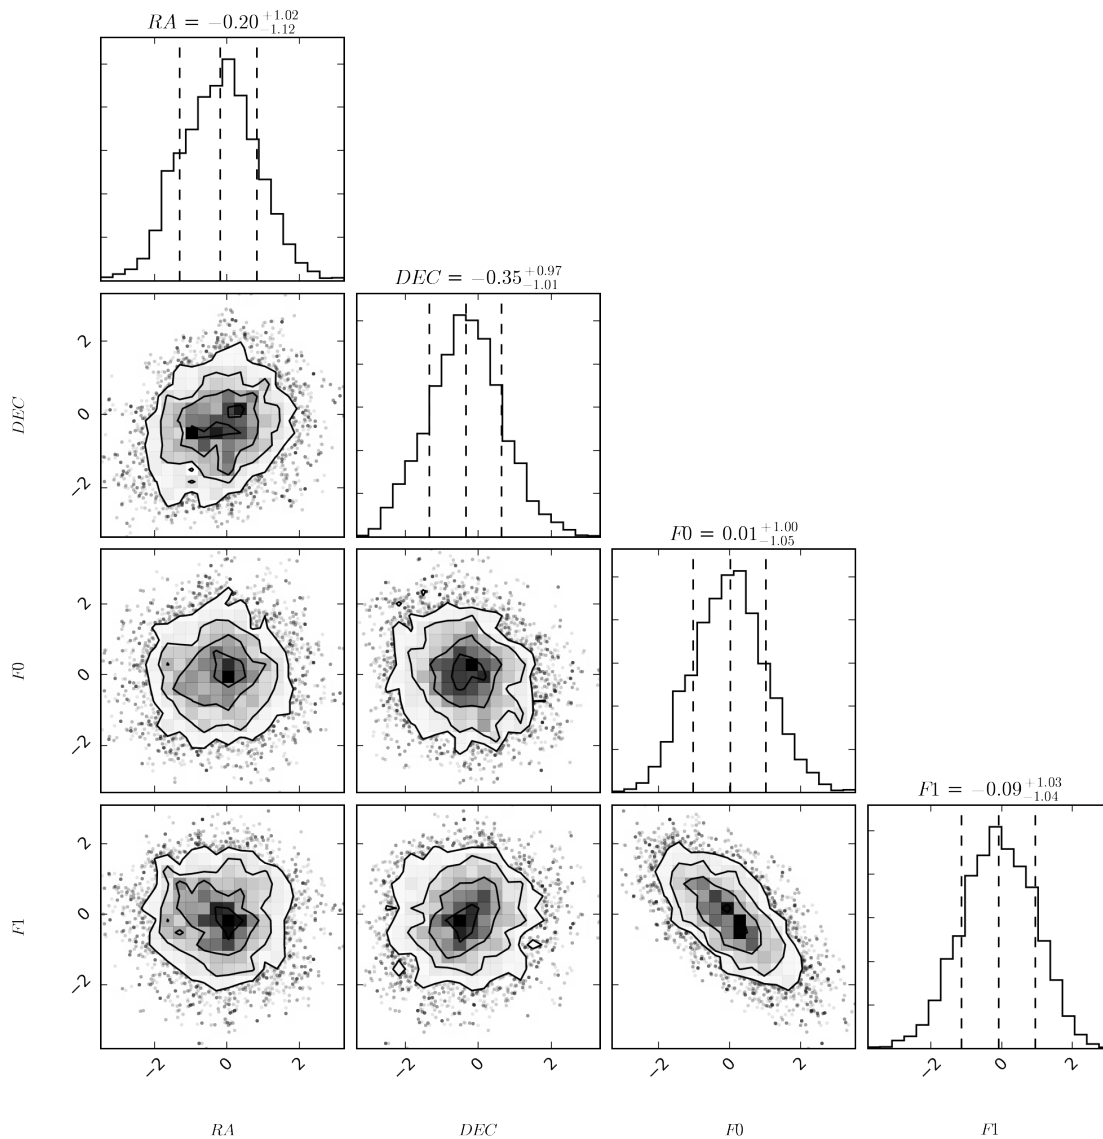 RA = −0.20 +1.02 −1.12
DEC = −0.35 +0.97 −1.01
DEC
2
0
−2
F0 = 0.01 +1.00 −1.05
F0
2
0
−2
F1 = −0.09 +1.03 −1.04
F1
2
0
−2
−2 0 2 −2 0 2 −2 0 2 −2 0 2
RA DEC F0 F1